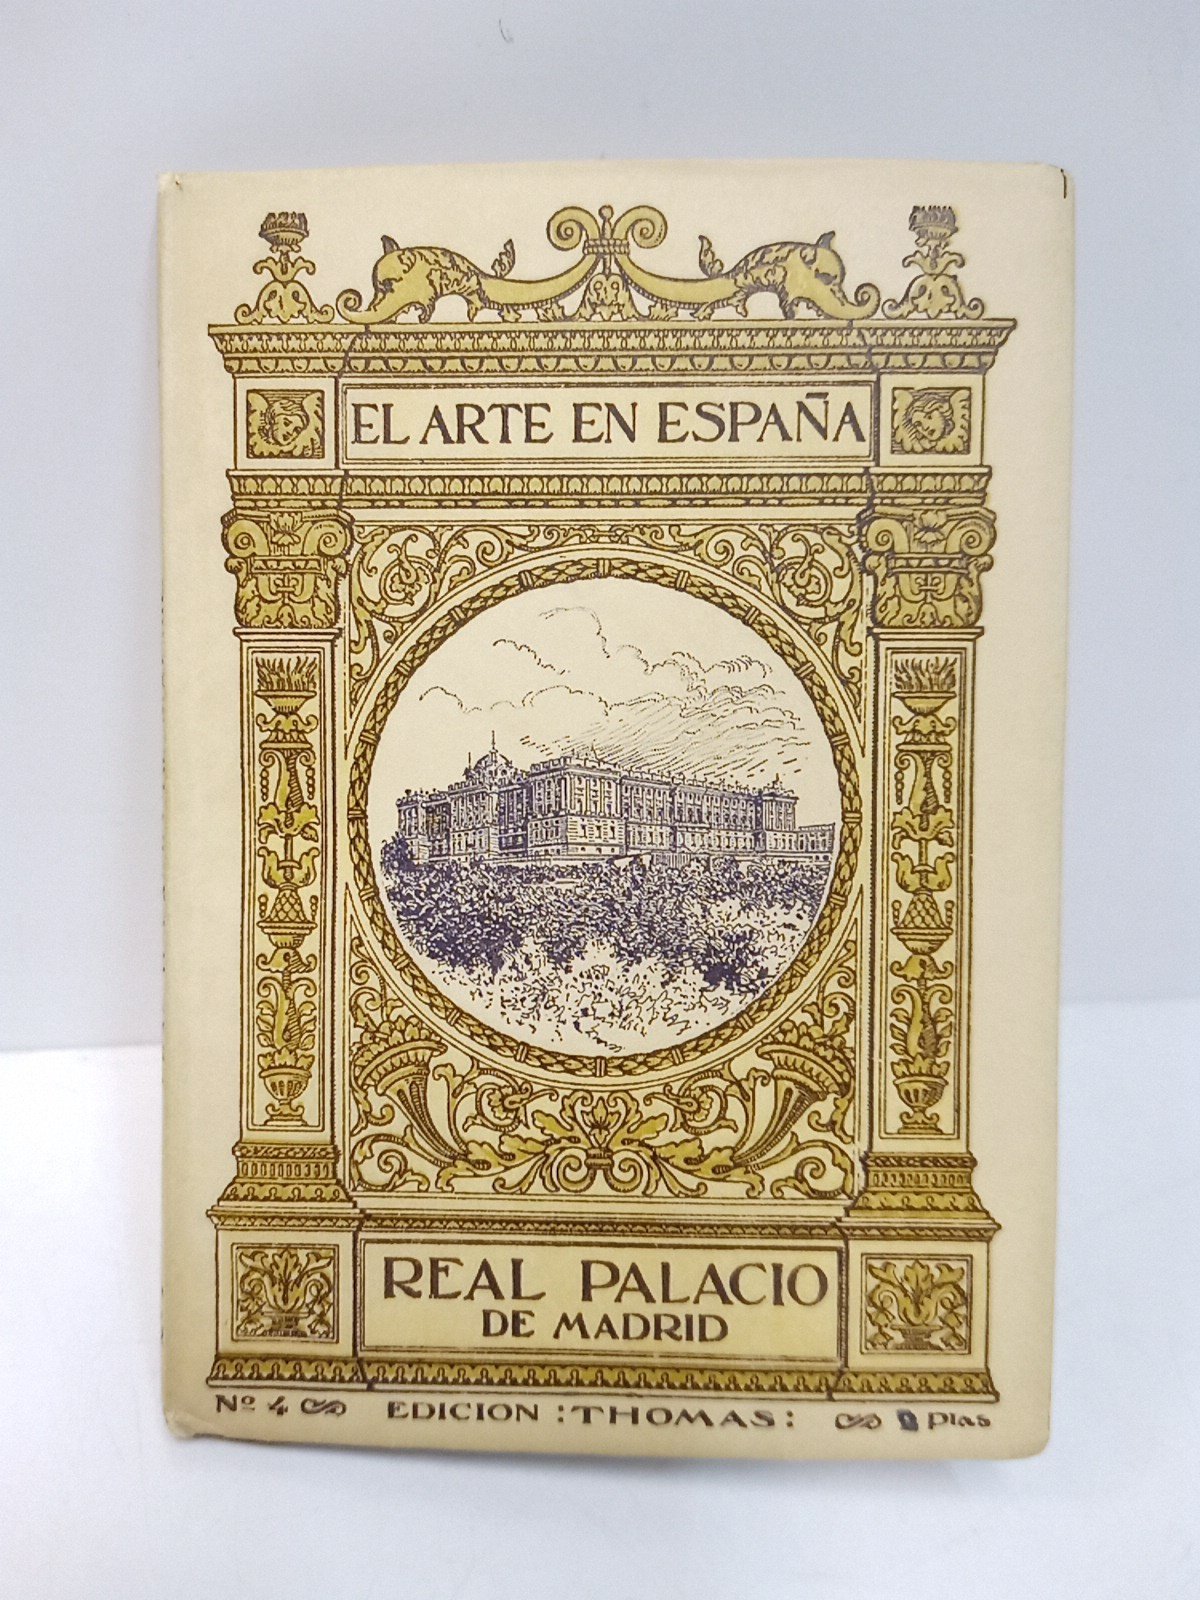 EL ARTE EN ESPAÑA
REAL PALACIO
DE MADRID
Nº 4 EDICION :THOMAS: Ptas